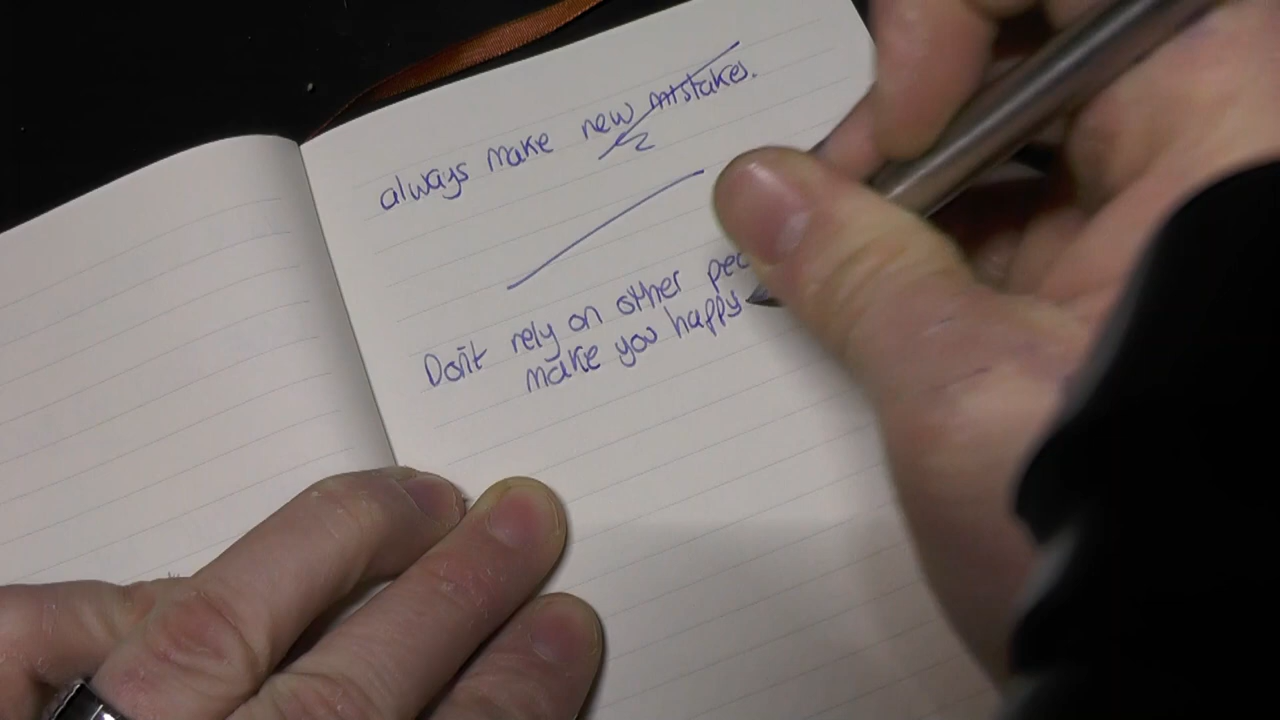 always make new mistakes.
Don't rely on other
make you happy